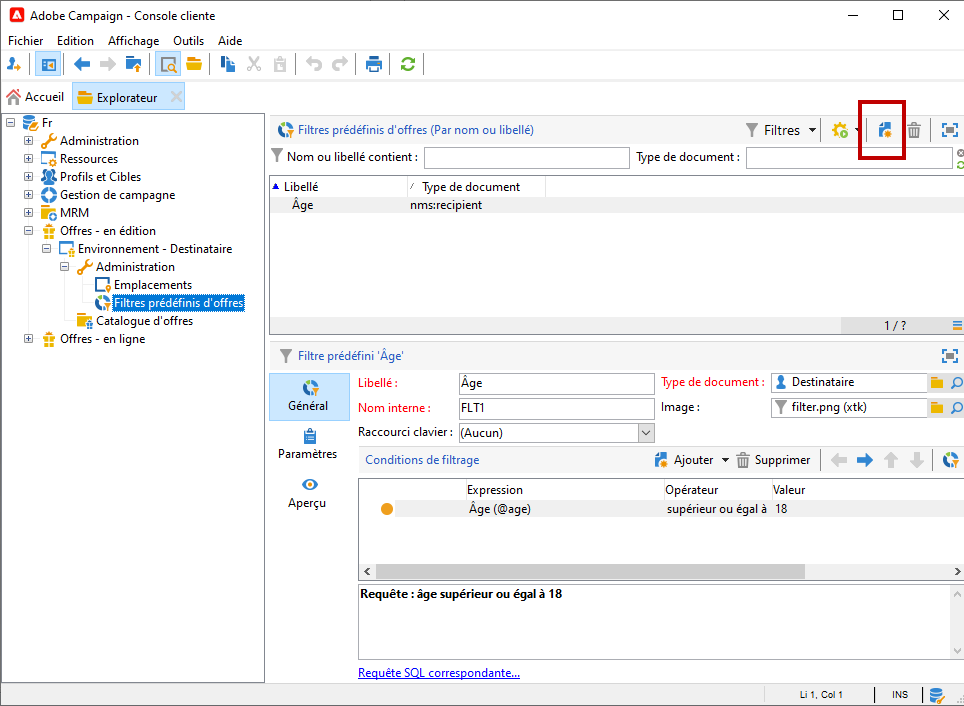 Adobe Campaign - Console cliente
Fichier Edition Affichage Outils Aide
Accueil Explorateur
Fr
Administration
Ressources
Profils et Cibles
Gestion de campagne
MRM
Offres - en édition
Environnement - Destinataire
Administration
Emplacements
Filtres prédéfinis d'offres
Catalogue d'offres
Offres - en ligne
Filtres prédéfinis d'offres (Par nom ou libellé) Filtres
Nom ou libellé contient : Type de document :
Libellé Type de document
Âge nms:recipient
1 / ?
Filtre prédéfini 'Âge'
Général
Paramètres
Aperçu
Libellé : Âge Type de document : Destinataire
Nom interne : FLT1 Image : filter.png (xtk)
Raccourci clavier : (Aucun)
Conditions de filtrage Ajouter Supprimer
Expression Opérateur Valeur
Âge (@age) supérieur ou égal à 18
Requête : âge supérieur ou égal à 18
Requête SQL correspondante...
Li 1, Col 1 INS